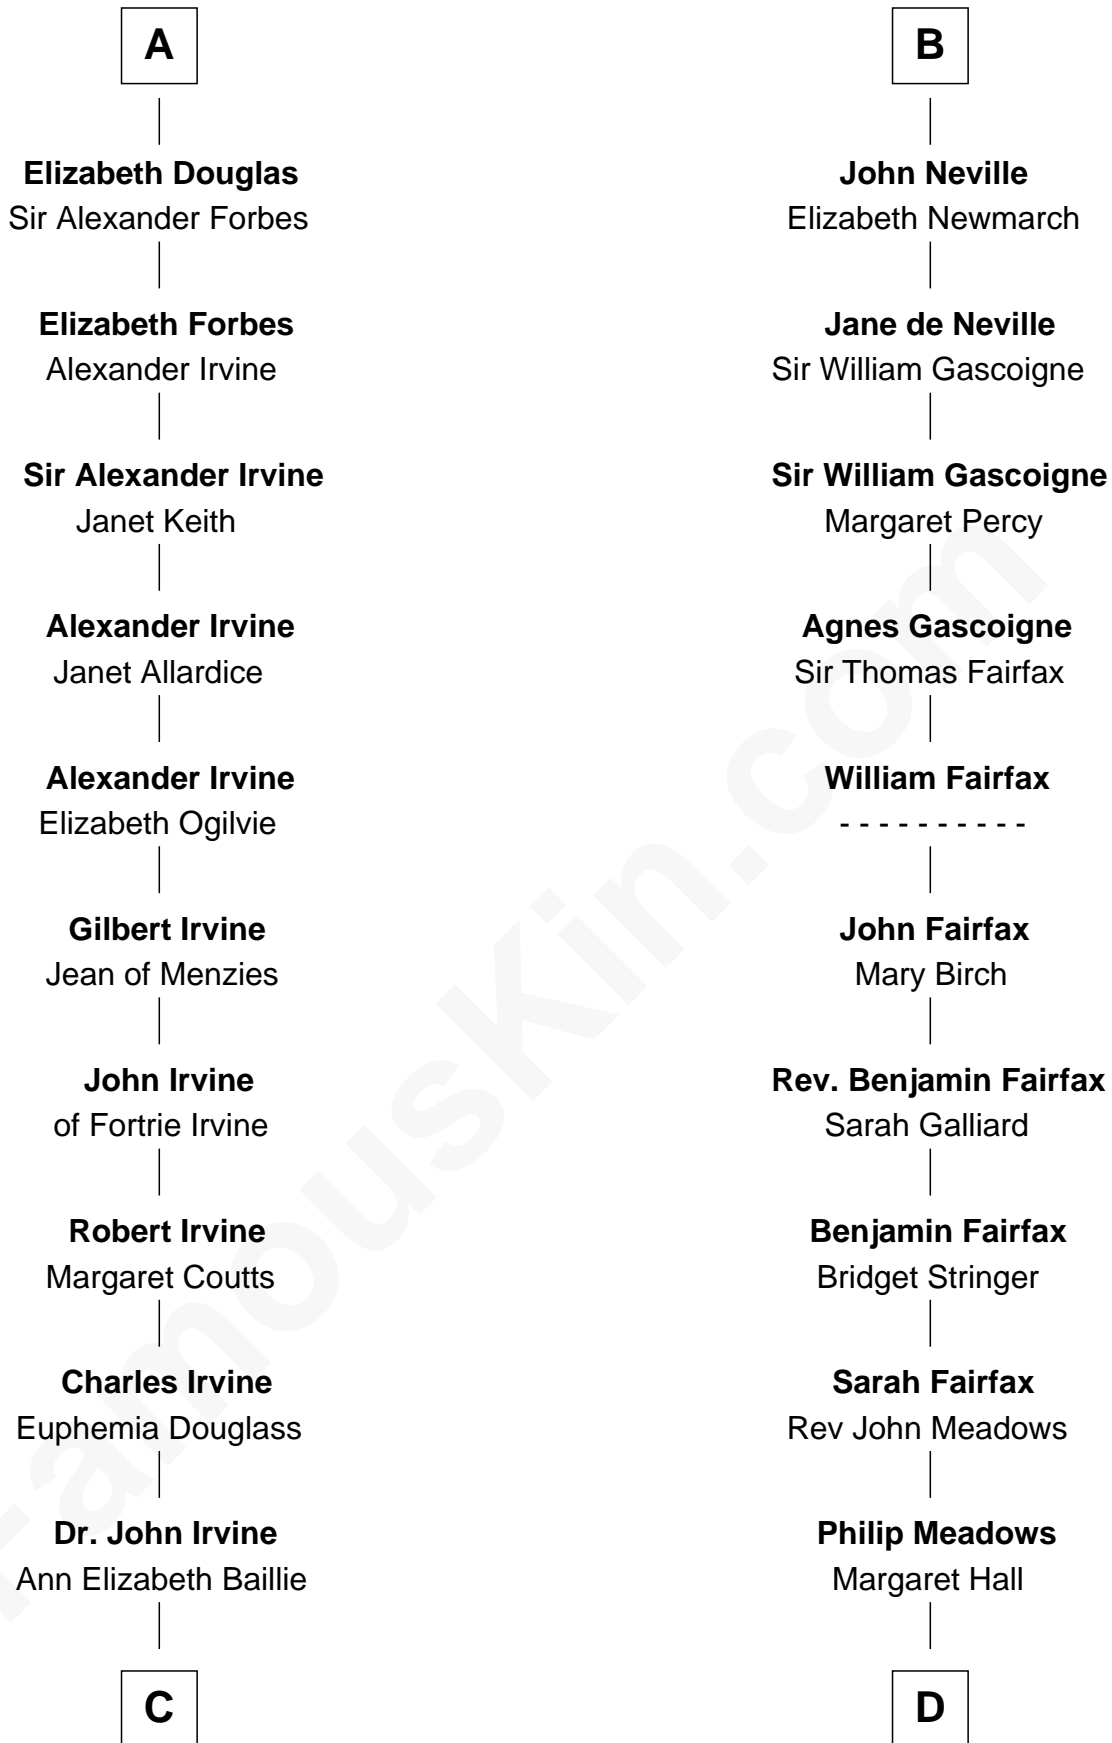 A
Elizabeth Douglas
Sir Alexander Forbes
Elizabeth Forbes
Alexander Irvine
Sir Alexander Irvine
Janet Keith
Alexander Irvine
Janet Allardice
Alexander Irvine
Elizabeth Ogilvie
Gilbert Irvine
Jean of Menzies
John Irvine
of Fortrie Irvine
Robert Irvine
Margaret Coutts
Charles Irvine
Euphemia Douglass
Dr. John Irvine
Ann Elizabeth Baillie
C
B
John Neville
Elizabeth Newmarch
Jane de Neville
Sir William Gascoigne
Sir William Gascoigne
Margaret Percy
Agnes Gascoigne
Sir Thomas Fairfax
William Fairfax
- - - - - - - - - -
John Fairfax
Mary Birch
Rev. Benjamin Fairfax
Sarah Galliard
Benjamin Fairfax
Bridget Stringer
Sarah Fairfax
Rev John Meadows
Philip Meadows
Margaret Hall
D
FamousKin.com